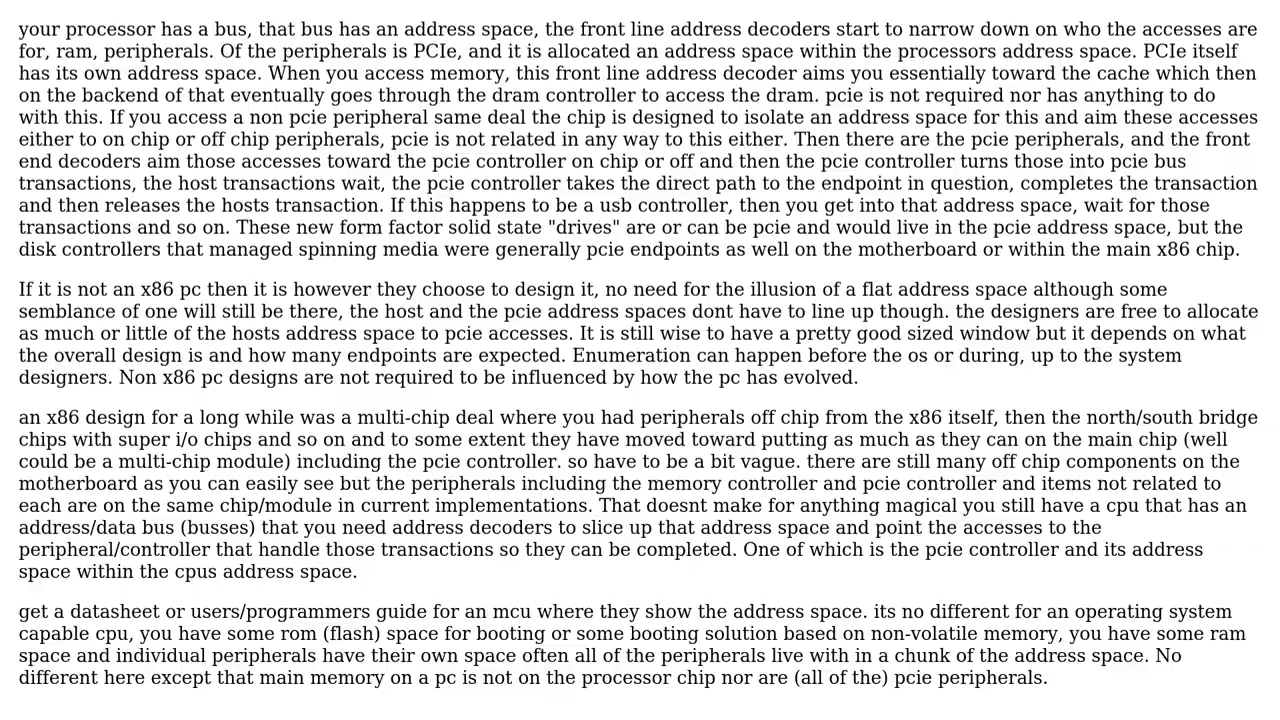 your processor has a bus, that bus has an address space, the front line address decoders start to narrow down on who the accesses are
for, ram, peripherals. Of the peripherals is PCIe, and it is allocated an address space within the processors address space. PCIe itself
has its own address space. When you access memory, this front line address decoder aims you essentially toward the cache which then
on the backend of that eventually goes through the dram controller to access the dram. pcie is not required nor has anything to do
with this. If you access a non pcie peripheral same deal the chip is designed to isolate an address space for this and aim these accesses
either to on chip or off chip peripherals, pcie is not related in any way to this either. Then there are the pcie peripherals, and the front
end decoders aim those accesses toward the pcie controller on chip or off and then the pcie controller turns those into pcie bus
transactions, the host transactions wait, the pcie controller takes the direct path to the endpoint in question, completes the transaction
and then releases the hosts transaction. If this happens to be a usb controller, then you get into that address space, wait for those
transactions and so on. These new form factor solid state "drives" are or can be pcie and would live in the pcie address space, but the
disk controllers that managed spinning media were generally pcie endpoints as well on the motherboard or within the main x86 chip.
If it is not an x86 pc then it is however they choose to design it, no need for the illusion of a flat address space although some
semblance of one will still be there, the host and the pcie address spaces dont have to line up though. the designers are free to allocate
as much or little of the hosts address space to pcie accesses. It is still wise to have a pretty good sized window but it depends on what
the overall design is and how many endpoints are expected. Enumeration can happen before the os or during, up to the system
designers. Non x86 pc designs are not required to be influenced by how the pc has evolved.
an x86 design for a long while was a multi-chip deal where you had peripherals off chip from the x86 itself, then the north/south bridge
chips with super i/o chips and so on and to some extent they have moved toward putting as much as they can on the main chip (well
could be a multi-chip module) including the pcie controller. so have to be a bit vague. there are still many off chip components on the
motherboard as you can easily see but the peripherals including the memory controller and pcie controller and items not related to
each are on the same chip/module in current implementations. That doesnt make for anything magical you still have a cpu that has an
address/data bus (busses) that you need address decoders to slice up that address space and point the accesses to the
peripheral/controller that handle those transactions so they can be completed. One of which is the pcie controller and its address
space within the cpus address space.
get a datasheet or users/programmers guide for an mcu where they show the address space. its no different for an operating system
capable cpu, you have some rom (flash) space for booting or some booting solution based on non-volatile memory, you have some ram
space and individual peripherals have their own space often all of the peripherals live with in a chunk of the address space. No
different here except that main memory on a pc is not on the processor chip nor are (all of the) pcie peripherals.